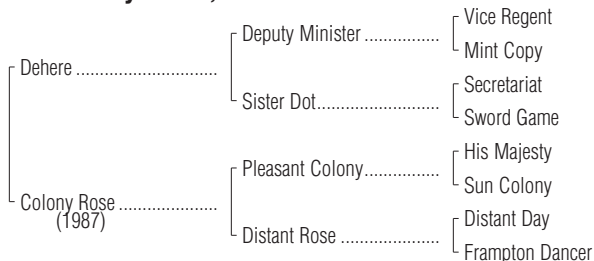 Vice Regent
Deputy Minister ................
Mint Copy
Dehere ..............................
Secretariat
Sister Dot..........................
Sword Game
His Majesty
Pleasant Colony................
Sun Colony
Colony Rose .....................
(1987)
Distant Day
Distant Rose .....................
Frampton Dancer